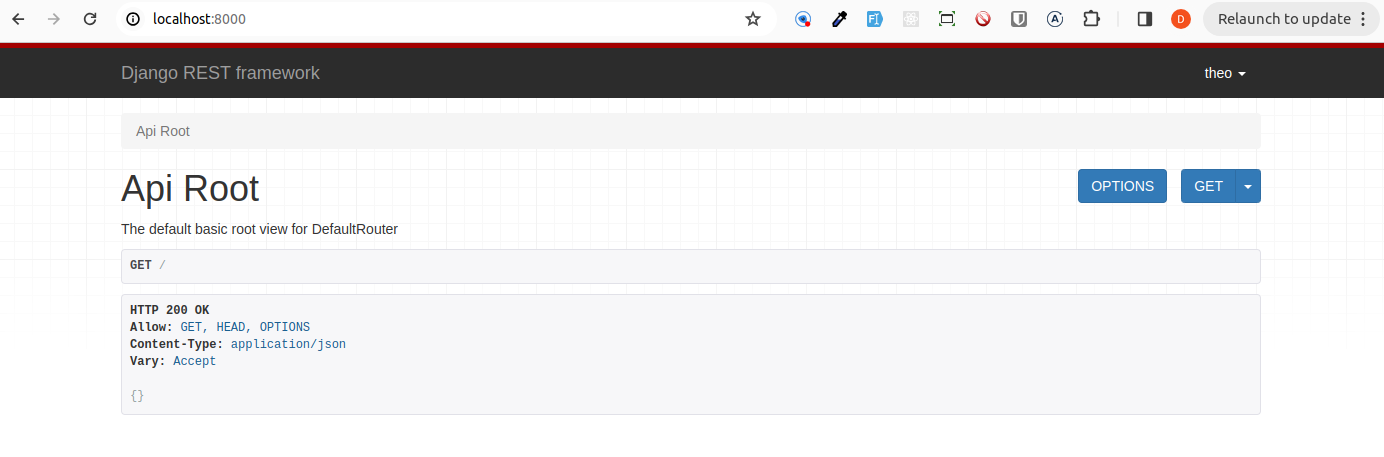 localhost:8000
Relaunch to update
Django REST framework
theo
Api Root
Api Root
OPTIONS
GET
The default basic root view for DefaultRouter
GET /
HTTP 200 OK
Allow: GET, HEAD, OPTIONS
Content-Type: application/json
Vary: Accept
{}